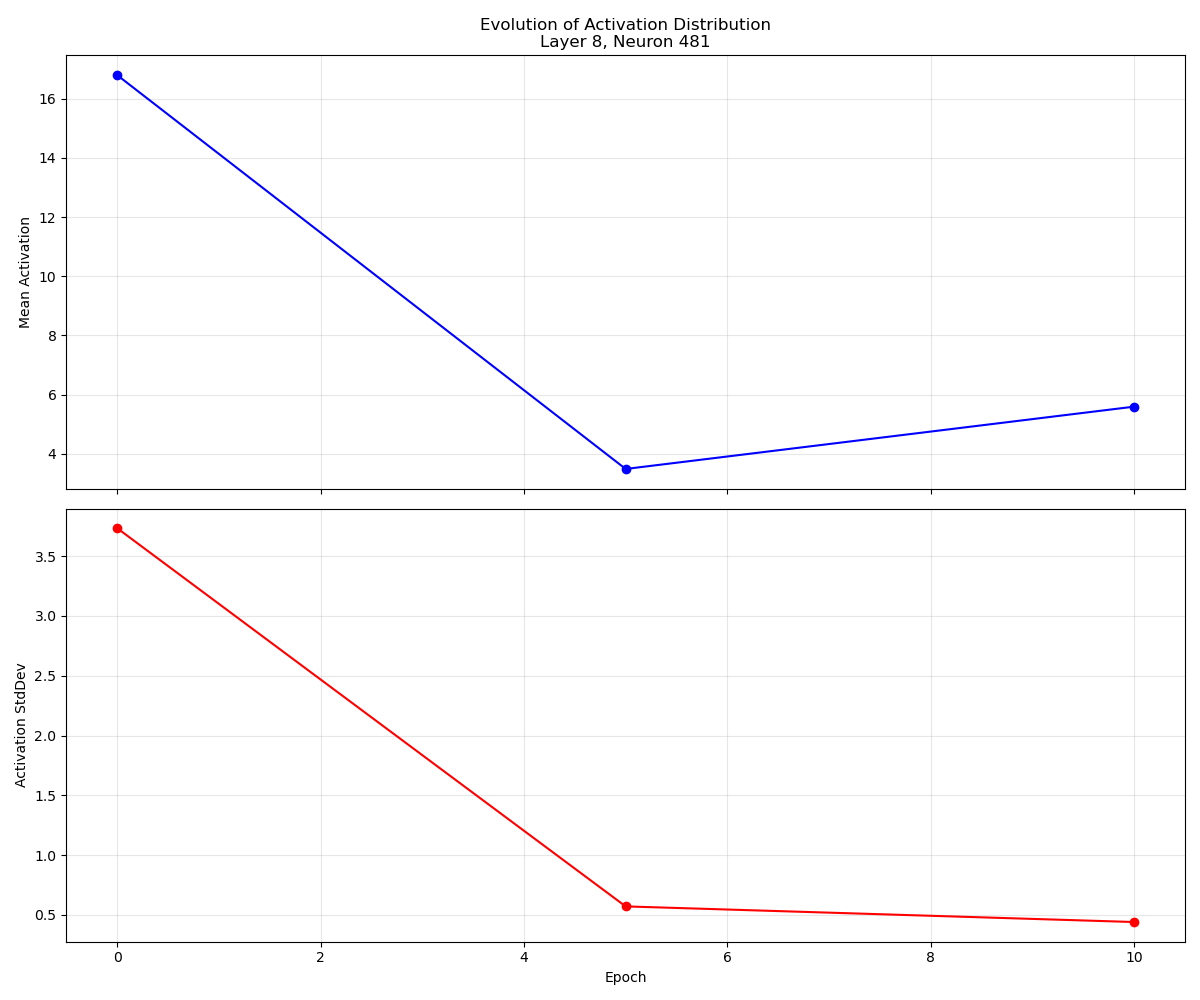 Evolution of Activation Distribution
Layer 8, Neuron 481
16
14
12
10
8
6
4
Mean Activation
3.5
3.0
2.5
2.0
1.5
1.0
0.5
Activation StdDev
0 2 4 6 8 10
Epoch